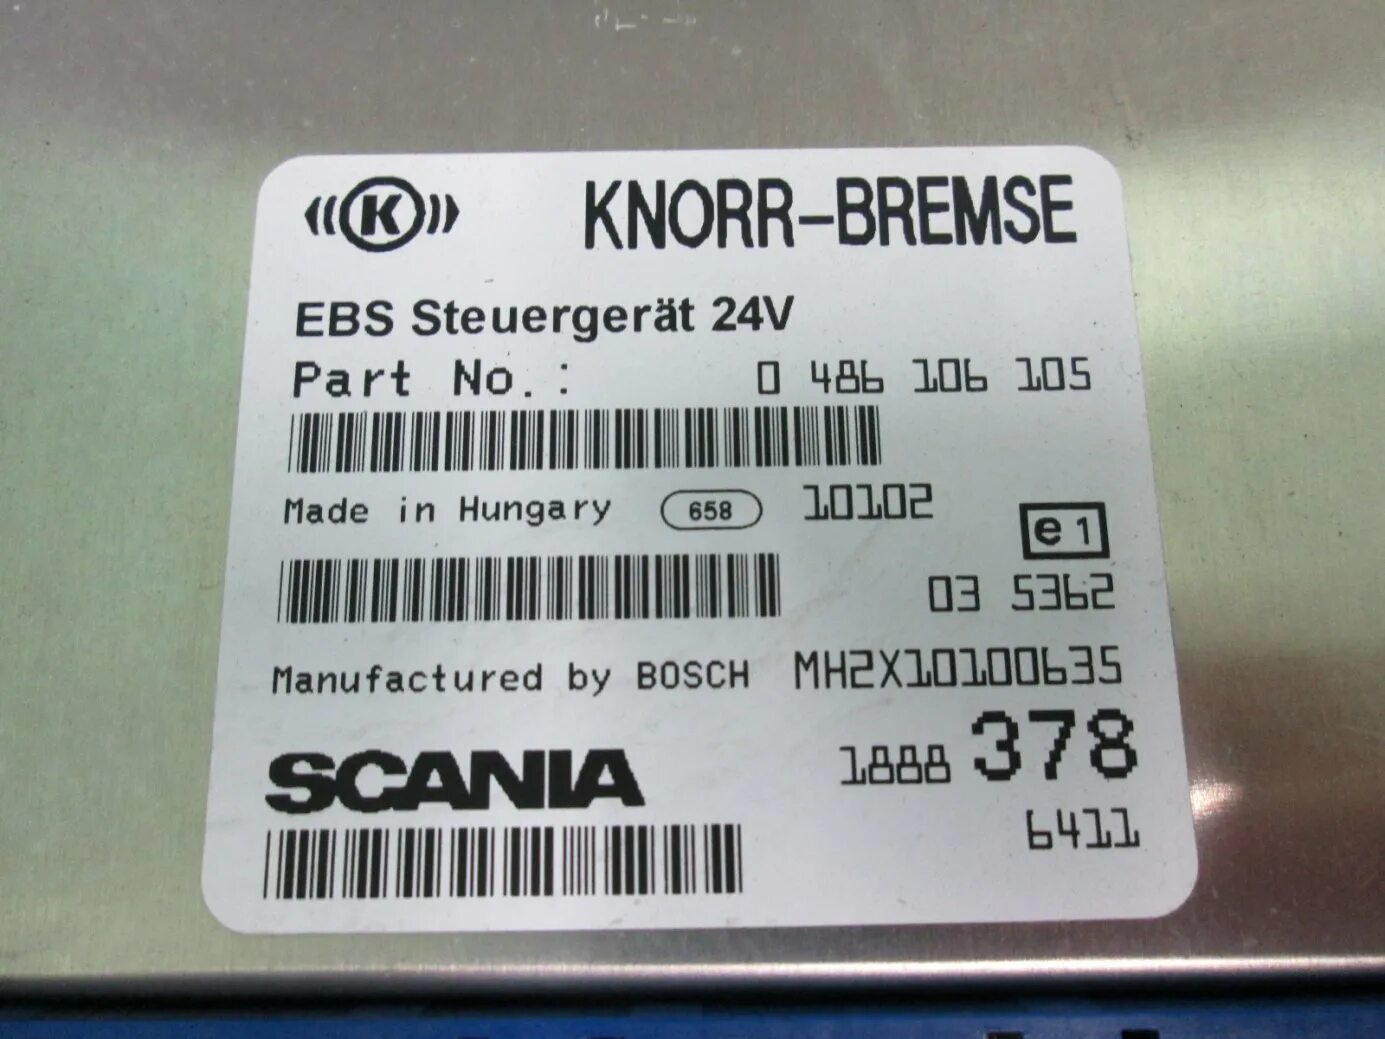 K KNORR-BREMSE
EBS Steuergerät 24V
Part No.: 0 486 106 105
Made in Hungary 658 10102
e1
03 5362
Manufactured by BOSCH MH2X10100635
SCANIA 1888 378
6411